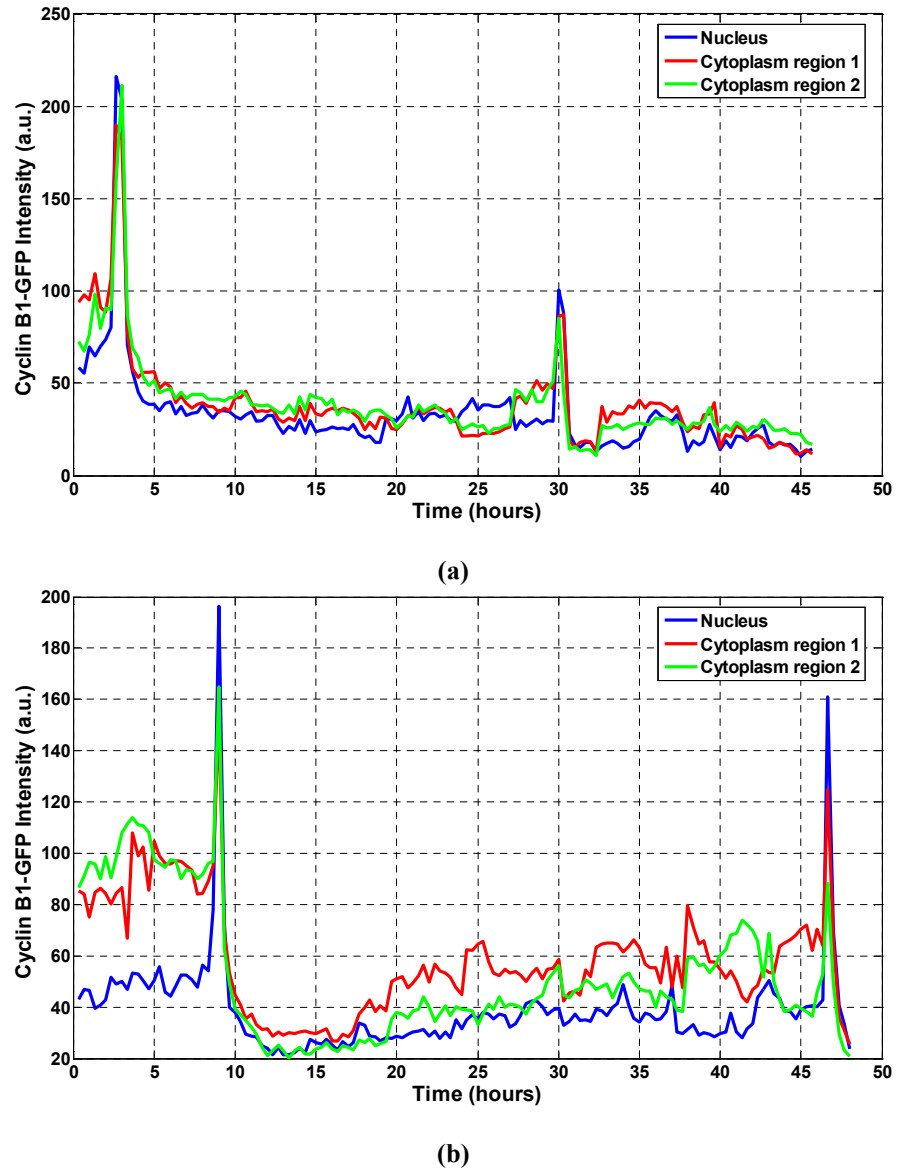 250
200
150
100
50
0
Cyclin B1-GFP Intensity (a.u.)
Nucleus
Cytoplasm region 1
Cytoplasm region 2
0 5 10 15 20 25 30 35 40 45 50
Time (hours)
(a)
200
180
160
140
120
100
80
60
40
20
Cyclin B1-GFP Intensity (a.u.)
Nucleus
Cytoplasm region 1
Cytoplasm region 2
0 5 10 15 20 25 30 35 40 45 50
Time (hours)
(b)